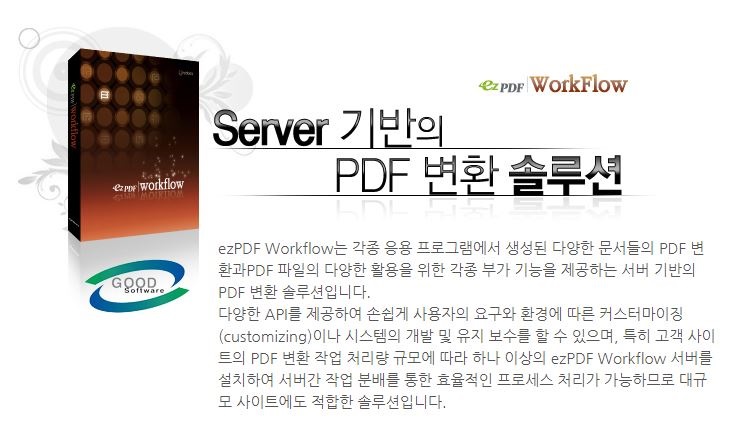 ezPDF WorkFlow
Server 기반의
PDF 변환 솔루션
ezPDF workflow
ezPDF workflow
GOOD
Software
ezPDF Workflow는 각종 응용 프로그램에서 생성된 다양한 문서들의 PDF 변
환과PDF 파일의 다양한 활용을 위한 각종 부가 기능을 제공하는 서버 기반의
PDF 변환 솔루션입니다.
다양한 API를 제공하여 손쉽게 사용자의 요구와 환경에 따른 커스터마이징
(customizing)이나 시스템의 개발 및 유지 보수를 할 수 있으며, 특히 고객 사이
트의 PDF 변환 작업 처리량 규모에 따라 하나 이상의 ezPDF Workflow 서버를
설치하여 서버간 작업 분배를 통한 효율적인 프로세스 처리가 가능하므로 대규
모 사이트에도 적합한 솔루션입니다.